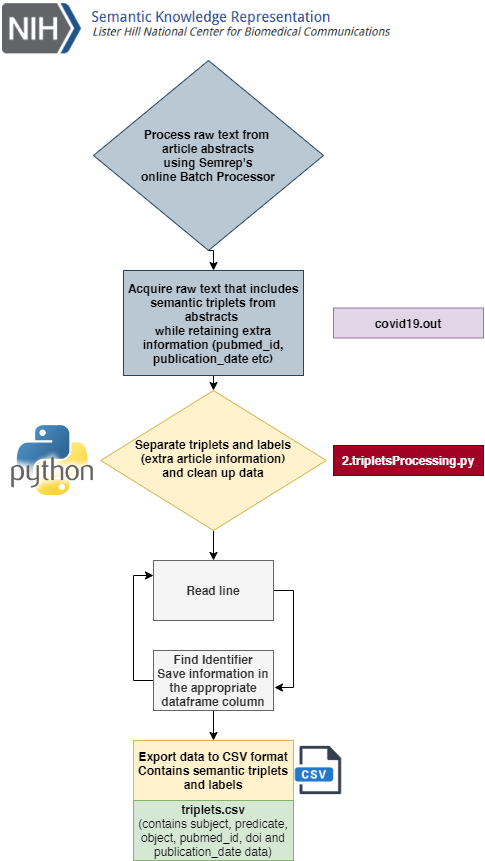 NIH
Semantic Knowledge Representation
Lister Hill National Center for Biomedical Communications
Process raw text from
article abstracts
using Semrep's
online Batch Processor
Acquire raw text that includes
semantic triplets from
abstracts
while retaining extra
information (pubmed_id,
publication_date etc)
covid19.out
python
Separate triplets and labels
(extra article information)
and clean up data
2.tripletsProcessing.py
Read line
Find Identifier
Save information in
the appropriate
dataframe column
Export data to CSV format
Contains semantic triplets
and labels
CSV
triplets.csv
(contains subject, predicate,
object, pubmed_id, doi and
publication_date data)